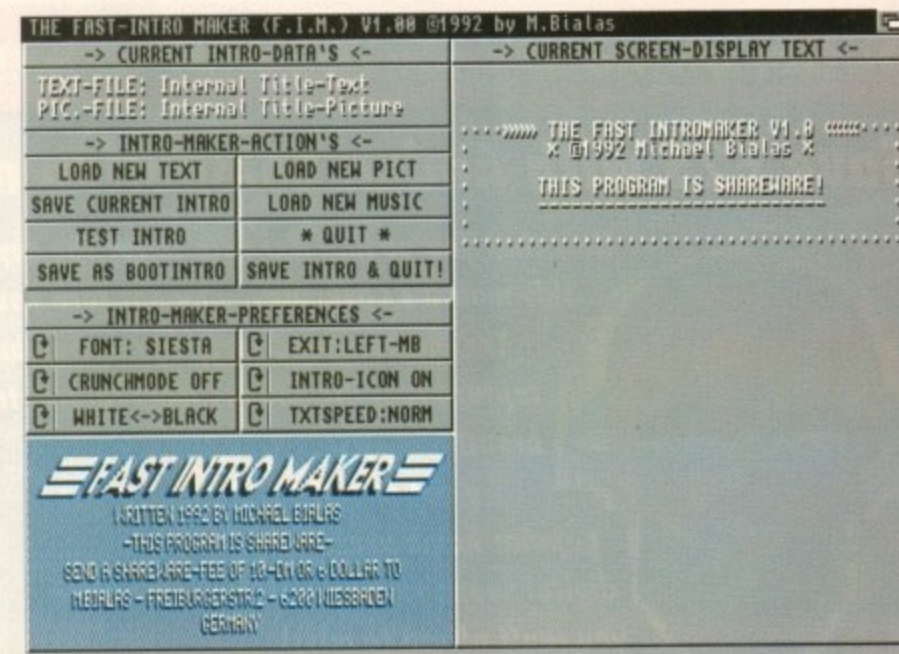 THE FAST-INTRO MAKER (F.I.M.) V1.00 ©1992 by M.Bialas
-> CURRENT INTRO-DATA'S <-
TEXT-FILE: Internal Title-Text
PIC.-FILE: Internal Title-Picture
-> INTRO-MAKER-ACTION'S <-
LOAD NEW TEXT LOAD NEW PICT
SAVE CURRENT INTRO LOAD NEW MUSIC
TEST INTRO * QUIT *
SAVE AS BOOTINTRO SAVE INTRO & QUIT!
-> INTRO-MAKER-PREFERENCES <-
FONT: SIESTA EXIT:LEFT-MB
CRUNCHMODE OFF INTRO-ICON ON
WHITE<->BLACK TXTSPEED:NORM
FAST INTRO MAKER
WRITTEN 1992 BY MICHAEL BIALAS
-THIS PROGRAM IS SHAREWARE-
SEND A SHAREWARE-FEE OF 10,-DM OR 6 DOLLAR TO
M.BIALAS - FREIBURGERSTR.2 - 6200 WIESBADEN
GERMANY
-> CURRENT SCREEN-DISPLAY TEXT <-
THE FAST INTROMAKER V1.0
x ©1992 Michael Bialas x
THIS PROGRAM IS SHAREWARE!